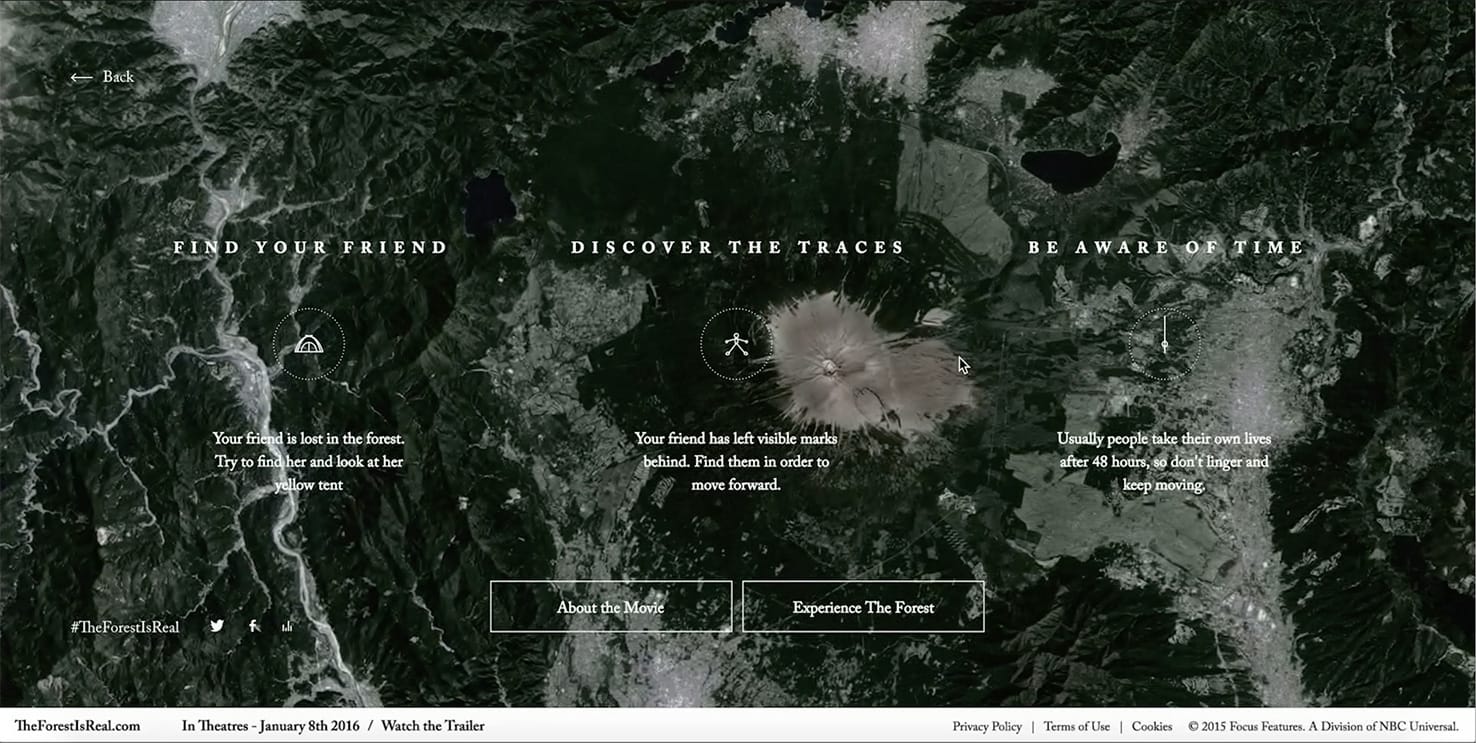 Back
FIND YOUR FRIEND
Your friend is lost in the forest.
Try to find her and look at her
yellow tent
DISCOVER THE TRACES
Your friend has left visible marks
behind. Find them in order to
move forward.
BE AWARE OF TIME
Usually people take their own lives
after 48 hours, so don't linger and
keep moving.
About the Movie
Experience The Forest
#TheForestIsReal
TheForestIsReal.com
In Theatres - January 8th 2016 / Watch the Trailer
Privacy Policy | Terms of Use | Cookies © 2015 Focus Features. A Division of NBC Universal.